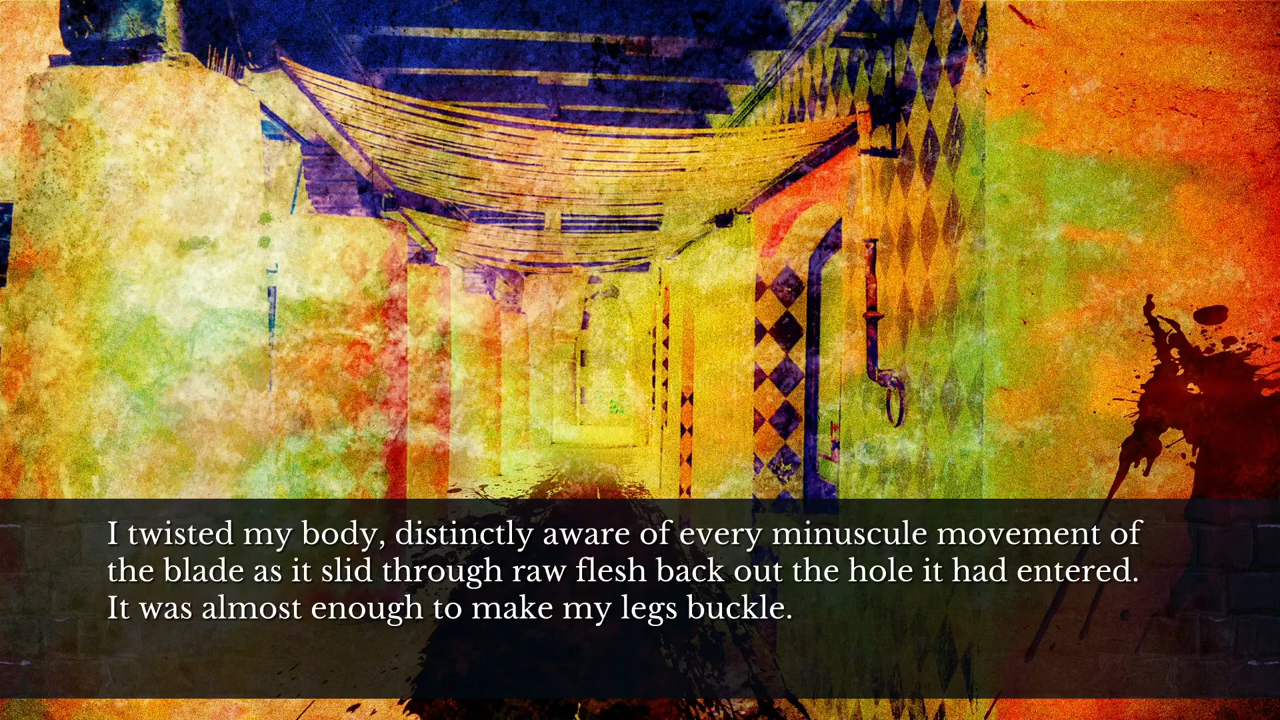 I twisted my body, distinctly aware of every minuscule movement of
the blade as it slid through raw flesh back out the hole it had entered.
It was almost enough to make my legs buckle.